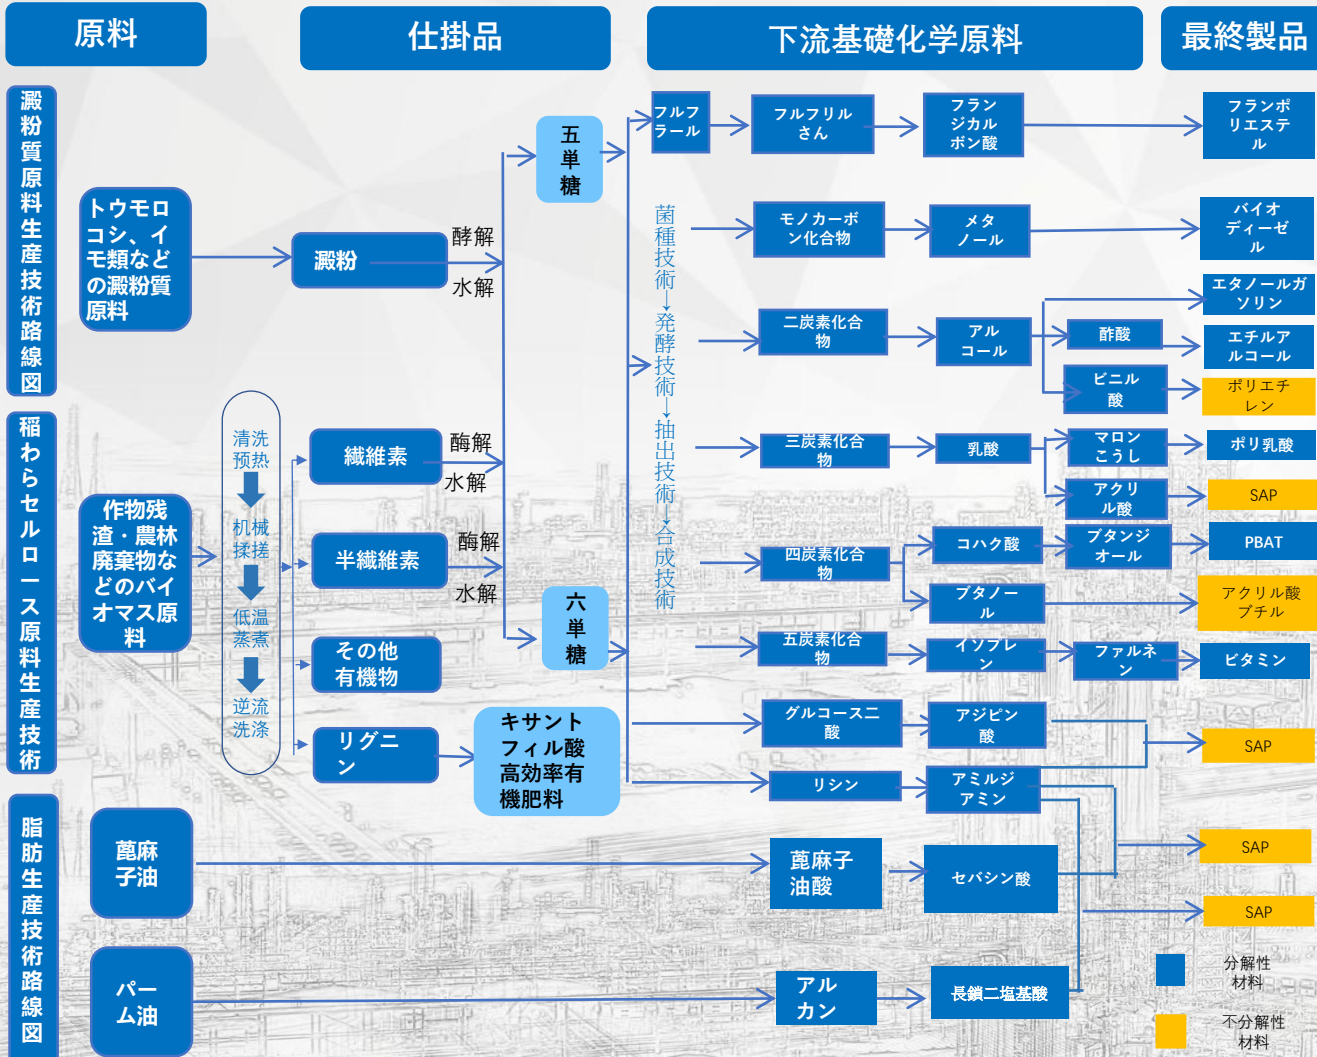 原料
仕掛品
下流基礎化学原料
最終製品
澱粉質原料生産技術路線図
トウモロ
コシ、イ
モ類など
の澱粉質
原料
澱粉
酵解
水解
五単糖
フルフ
ラール
フルフリル
さん
フラン
ジカル
ボン酸
フランポ
リエステ
ル
菌種技術→発酵技術→抽出技術→合成技術
モノカーボ
ン化合物
メタ
ノール
バイオ
ディーゼ
ル
二炭素化合
物
アル
コール
エタノールガ
ソリン
酢酸
エチルア
ルコール
ビニル
酸
ポリエチ
レン
稲わらセルロース原料生産技術
作物残
渣・農林
廃棄物な
どのバイ
オマス原
料
清洗
预热
机械
揉搓
低温
蒸煮
逆流
洗涤
繊維素
酶解
水解
半繊維素
酶解
水解
その他
有機物
リグニ
ン
六単糖
キサント
フィル酸
高効率有
機肥料
三炭素化合
物
乳酸
マロン
こうし
ポリ乳酸
アクリ
ル酸
SAP
四炭素化合
物
コハク酸
ブタンジ
オール
PBAT
ブタノー
ル
アクリル酸
ブチル
五炭素化合
物
イソプレ
ン
ファルネ
ン
ビタミン
グルコース二
酸
アジピン
酸
SAP
リシン
アミルジ
アミン
脂肪生産技術路線図
蓖麻
子油
蓖麻子
油酸
セバシン酸
SAP
SAP
パー
ム油
アル
カン
長鎖二塩基酸
分解性
材料
不分解性
材料